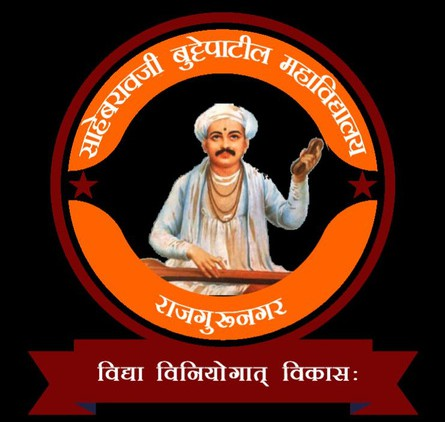 साहेबरावजी बुट्टेपाटील महाविद्यालय
राजगुरूनगर
विद्या विनियोगात् विकासः